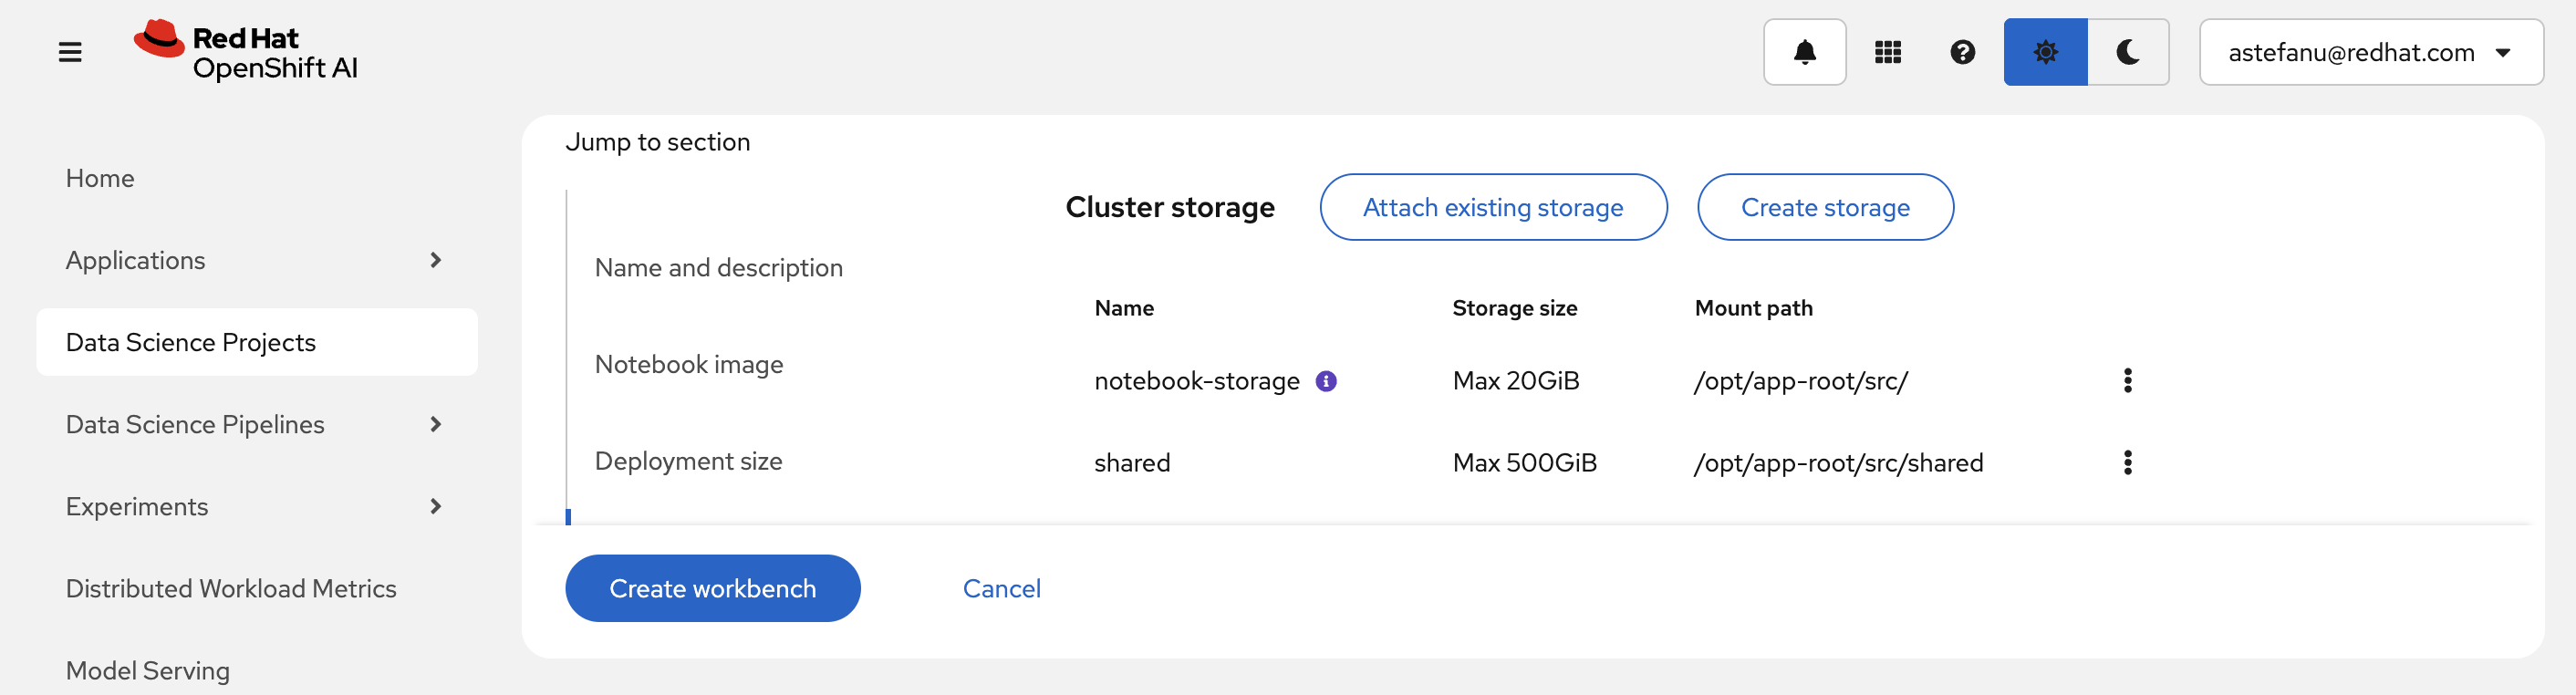 Red Hat
OpenShift AI
astefanu@redhat.com
Home
Applications
Data Science Projects
Data Science Pipelines
Experiments
Distributed Workload Metrics
Model Serving
Jump to section
Name and description
Notebook image
Deployment size
Cluster storage Attach existing storage Create storage
Name Storage size Mount path
notebook-storage Max 20GiB /opt/app-root/src/
shared Max 500GiB /opt/app-root/src/shared
Create workbench Cancel